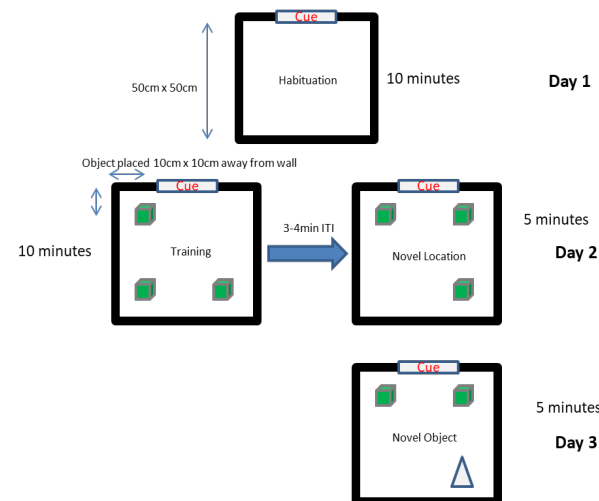 Cue
50cm x 50cm
Habituation
10 minutes
Day 1
Object placed 10cm x 10cm away from wall
Cue
10 minutes
Training
3-4min ITI
Cue
Novel Location
5 minutes
Day 2
Cue
Novel Object
5 minutes
Day 3